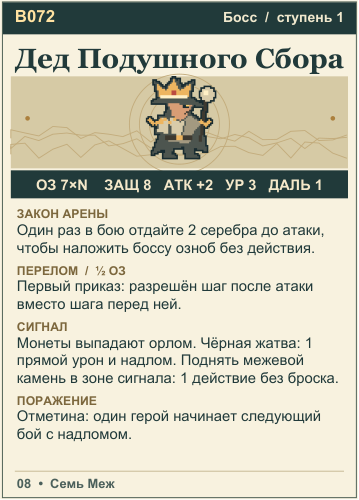 B072
Босс / ступень 1
Дед Подушного Сбора
ОЗ 7×N ЗАЩ 8 АТК +2 УР 3 ДАЛЬ 1
ЗАКОН АРЕНЫ
Один раз в бою отдайте 2 серебра до атаки,
чтобы наложить боссу озноб без действия.
ПЕРЕЛОМ / ½ ОЗ
Первый приказ: разрешён шаг после атаки
вместо шага перед ней.
СИГНАЛ
Монеты выпадают орлом. Чёрная жатва: 1
прямой урон и надлом. Поднять межевой
камень в зоне сигнала: 1 действие без броска.
ПОРАЖЕНИЕ
Отметина: один герой начинает следующий
бой с надломом.
08 • Семь Меж